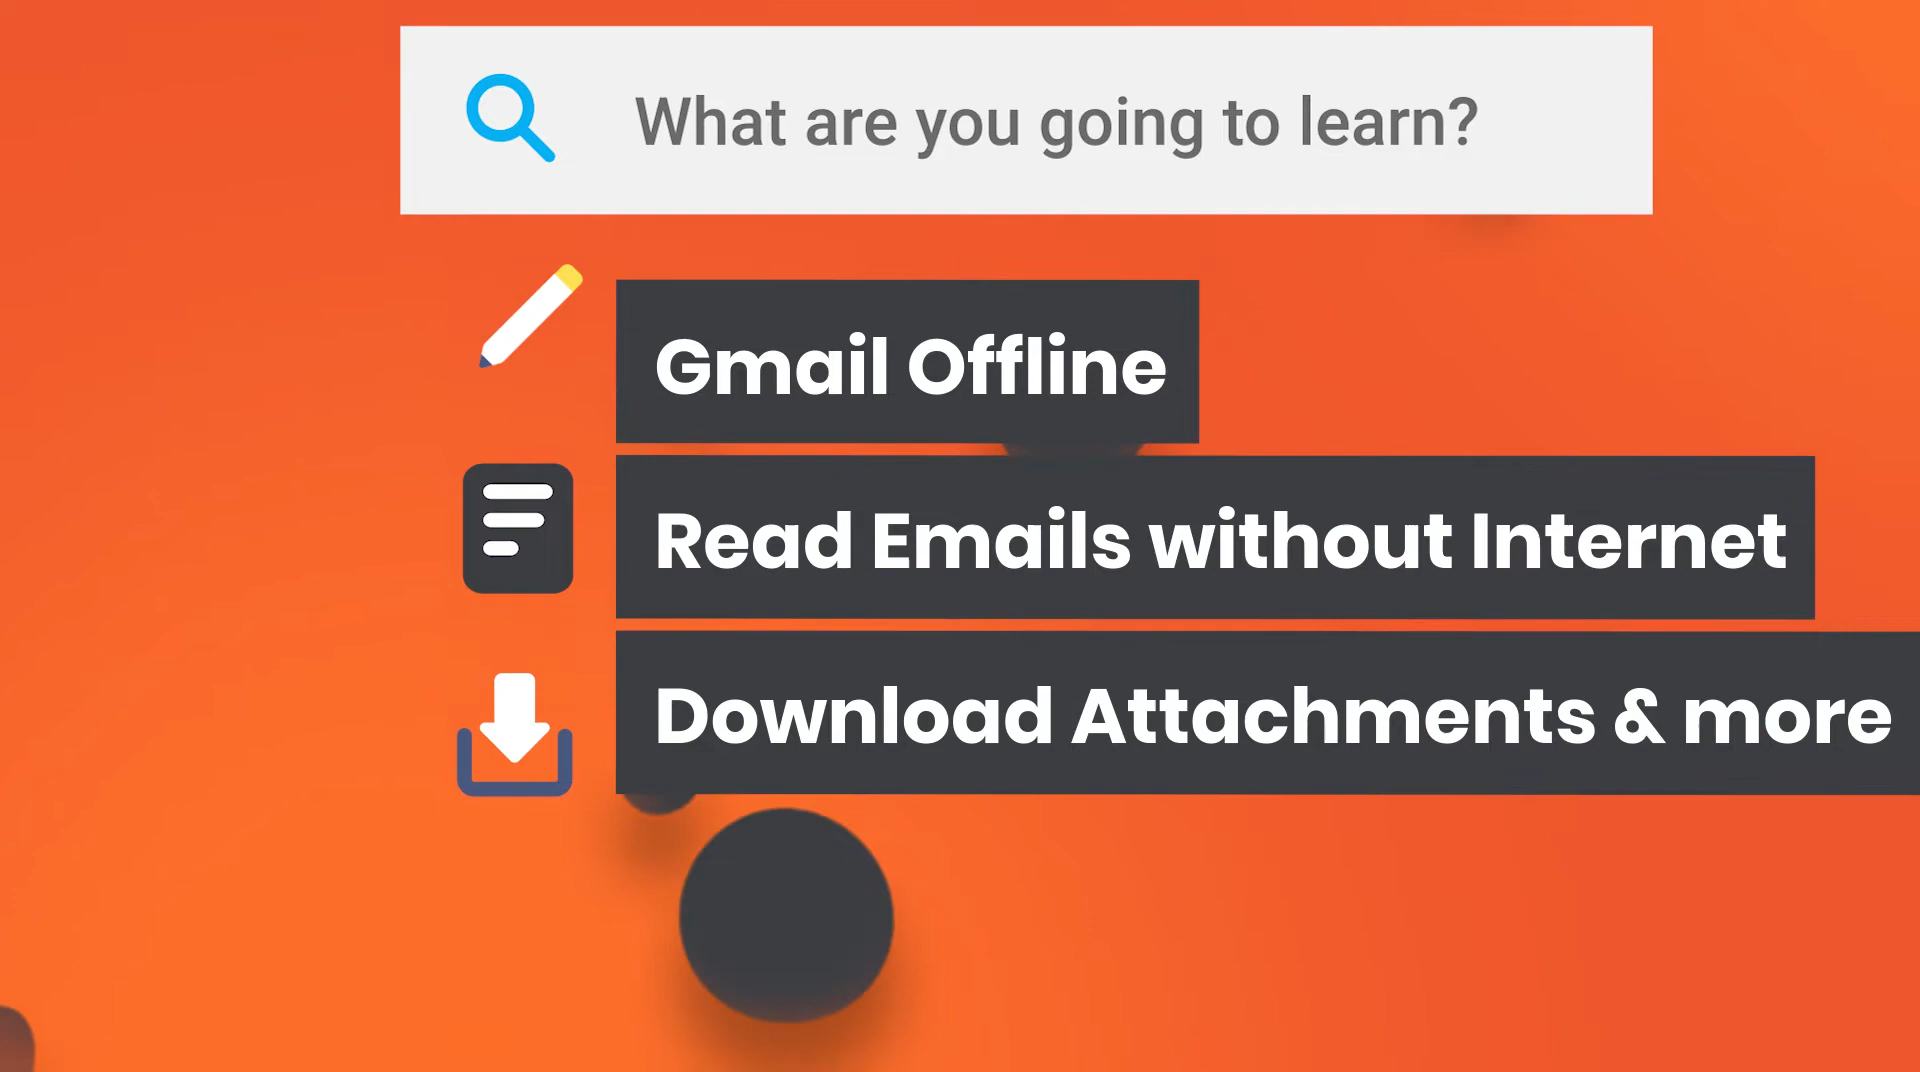 What are you going to learn?
Gmail Offline
Read Emails without Internet
Download Attachments & more